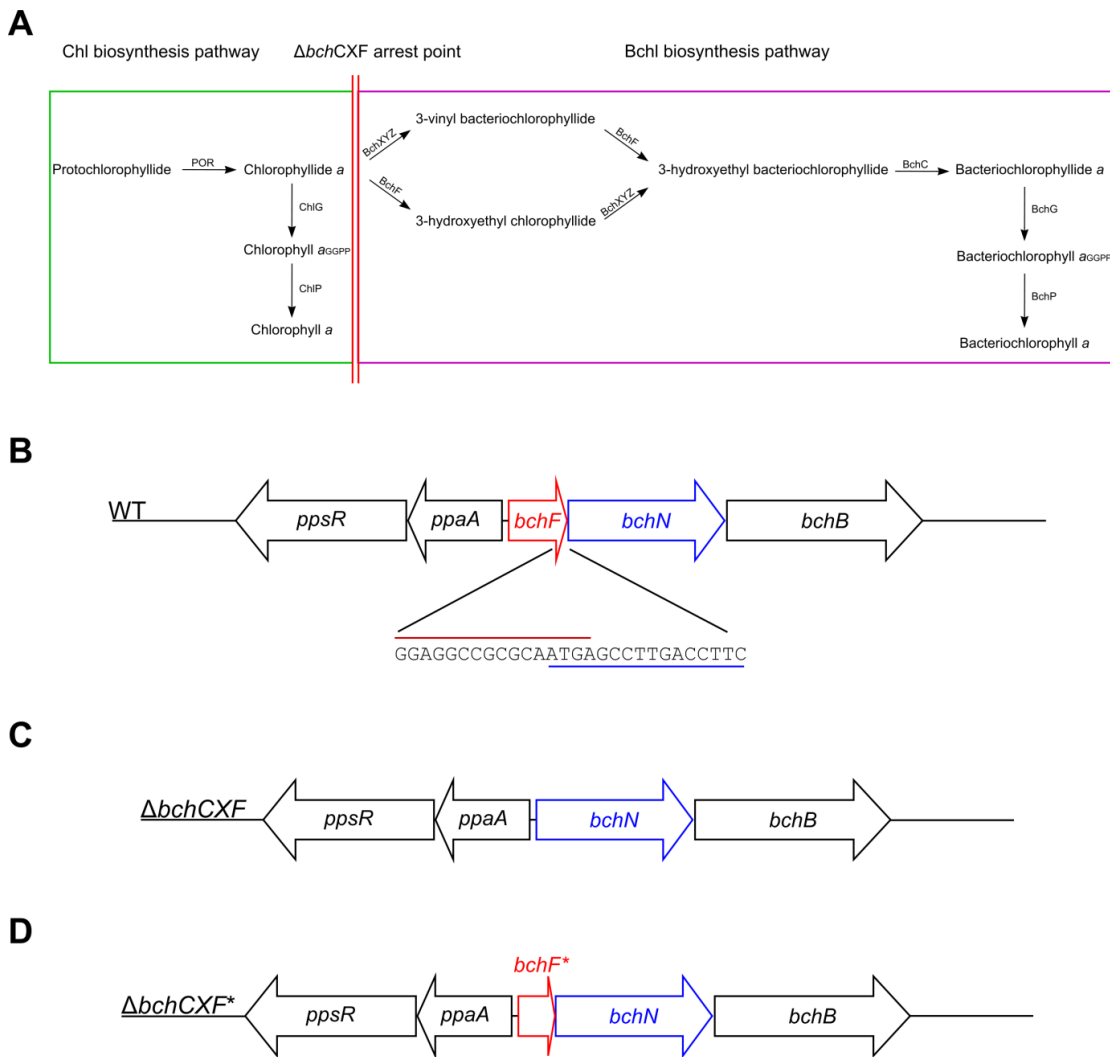 A
Chl biosynthesis pathway ΔbchCXF arrest point Bchl biosynthesis pathway
3-vinyl bacteriochlorophyllide
BchXYZ BchF
Protochlorophyllide POR Chlorophyllide a 3-hydroxyethyl bacteriochlorophyllide BchC Bacteriochlorophyllide a
BchF BchXYZ
ChlG 3-hydroxyethyl chlorophyllide BchG
Chlorophyll aGGPP Bacteriochlorophyll aGGPP
ChlP BchP
Chlorophyll a Bacteriochlorophyll a
B
WT ppsR ppaA bchF bchN bchB
GGAGGCCGCGCAATGAGCCTTGACCTTC
C
ΔbchCXF ppsR ppaA bchN bchB
D
bchF*
ΔbchCXF* ppsR ppaA bchN bchB